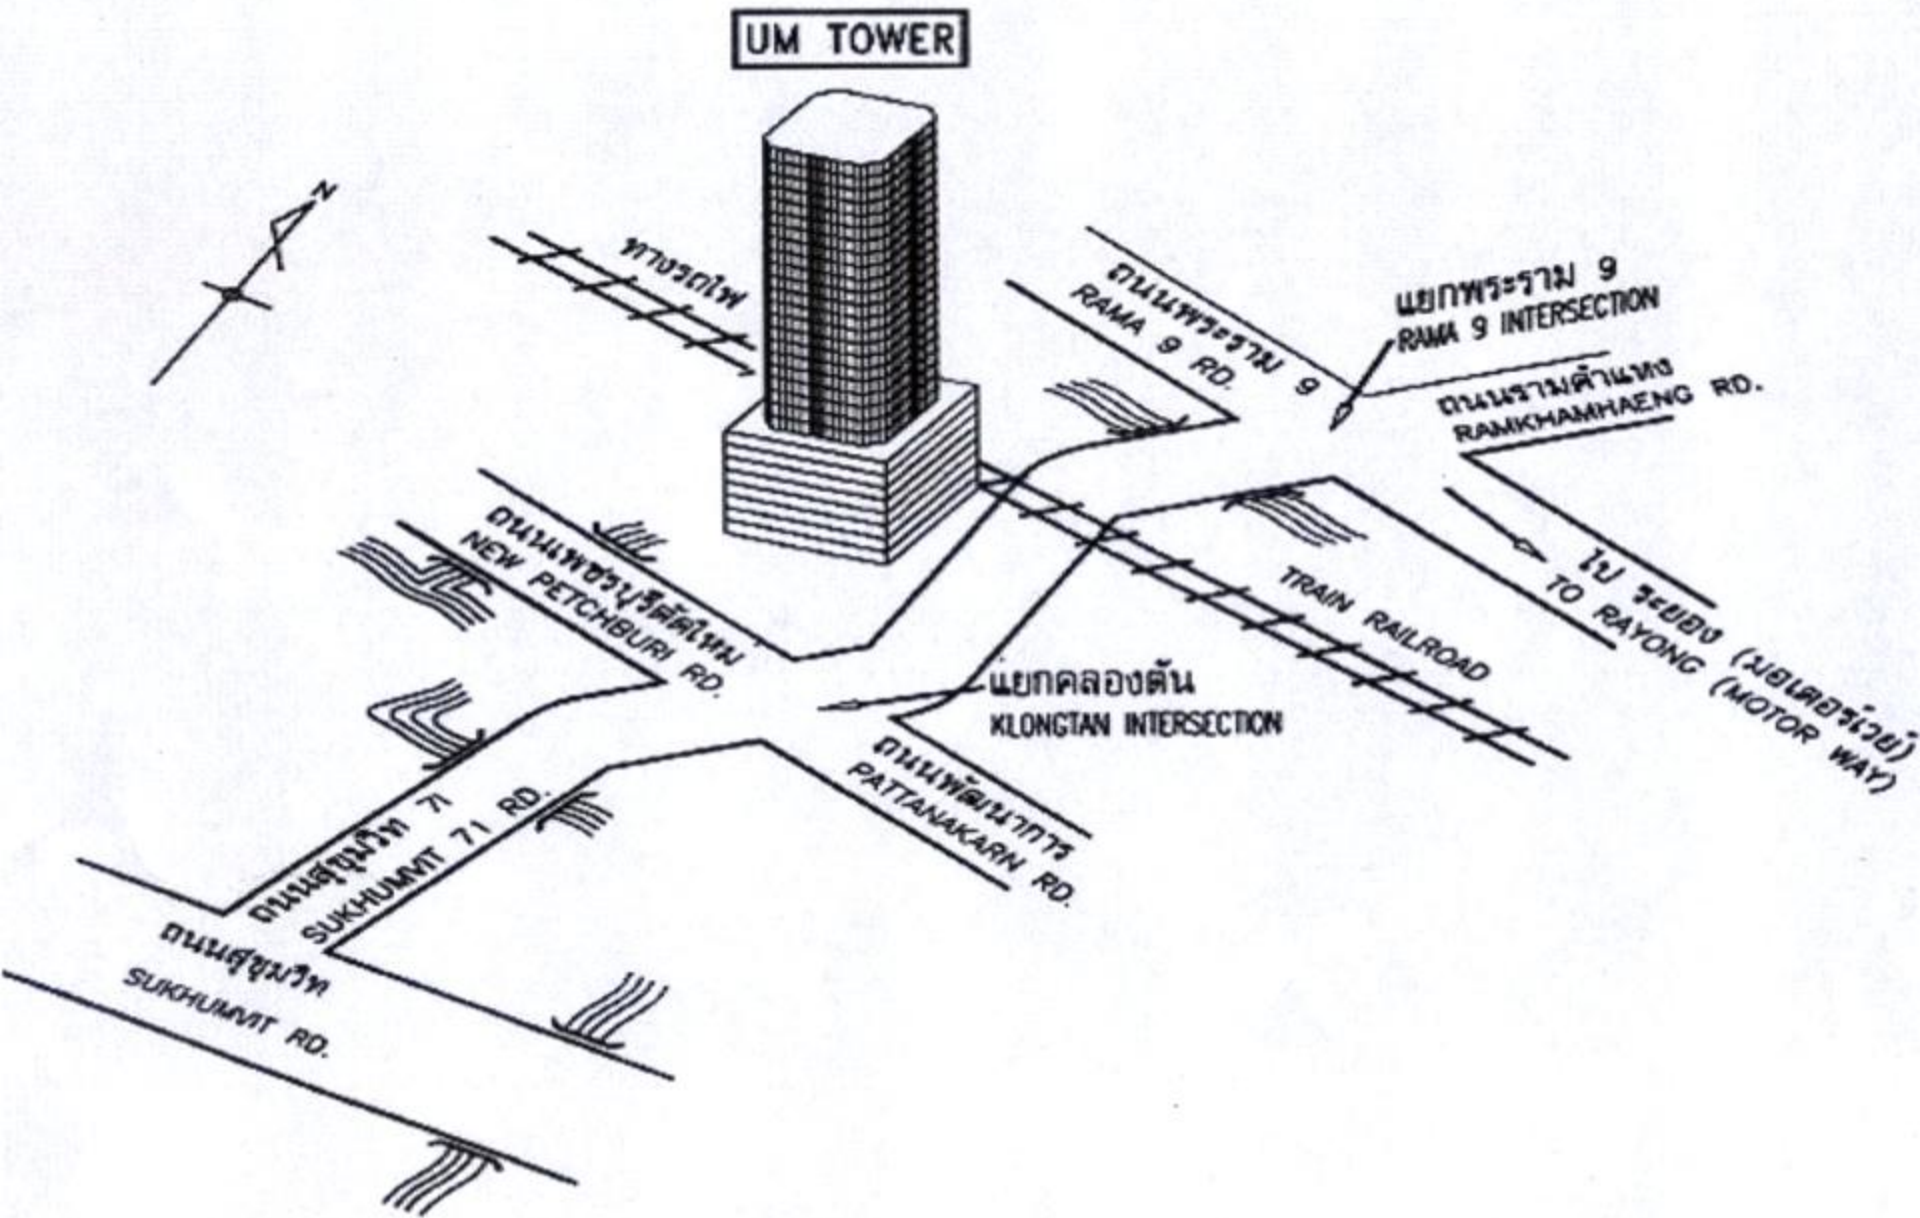 UM TOWER
N
ทางรถไฟ
ถนนพระราม 9
RAMA 9 RD.
แยกพระราม 9
RAMA 9 INTERSECTION
ถนนรามคำแหง
RAMKHAMHAENG RD.
ถนนเพชรบุรีตัดใหม่
NEW PETCHBURI RD.
TRAIN RAILROAD
ไป ระยอง (มอเตอร์เวย์)
TO RAYONG (MOTOR WAY)
แยกคลองตัน
KLONGTAN INTERSECTION
ถนนพัฒนาการ
PATTANAKARN RD.
ถนนสุขุมวิท 71
SUKHUMVIT 71 RD.
ถนนสุขุมวิท
SUKHUMVIT RD.